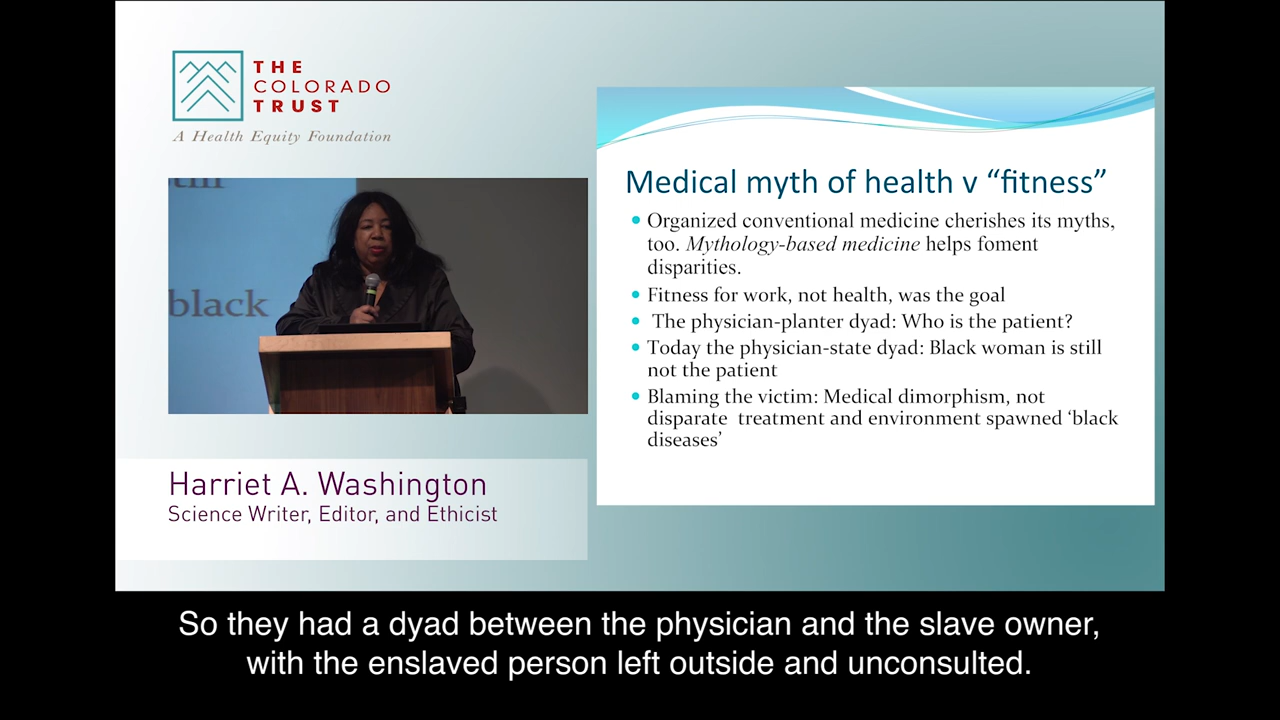 THE
COLORADO
TRUST
A Health Equity Foundation
still
black
Harriet A. Washington
Science Writer, Editor, and Ethicist
Medical myth of health v “fitness”
• Organized conventional medicine cherishes its myths,
too. Mythology-based medicine helps foment
disparities.
• Fitness for work, not health, was the goal
• The physician-planter dyad: Who is the patient?
• Today the physician-state dyad: Black woman is still
not the patient
• Blaming the victim: Medical dimorphism, not
disparate treatment and environment spawned ‘black
diseases’
So they had a dyad between the physician and the slave owner,
with the enslaved person left outside and unconsulted.